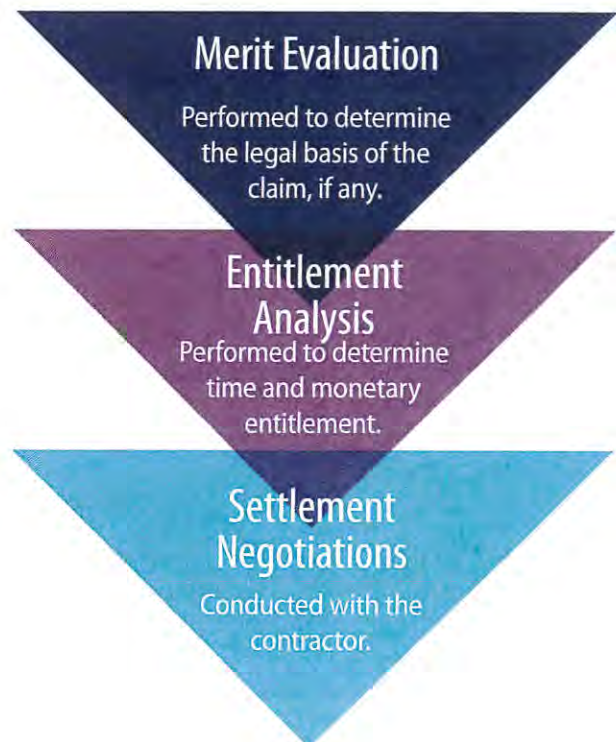 Merit Evaluation
Performed to determine
the legal basis of the
claim, if any.
Entitlement
Analysis
Performed to determine
time and monetary
entitlement.
Settlement
Negotiations
Conducted with the
contractor.